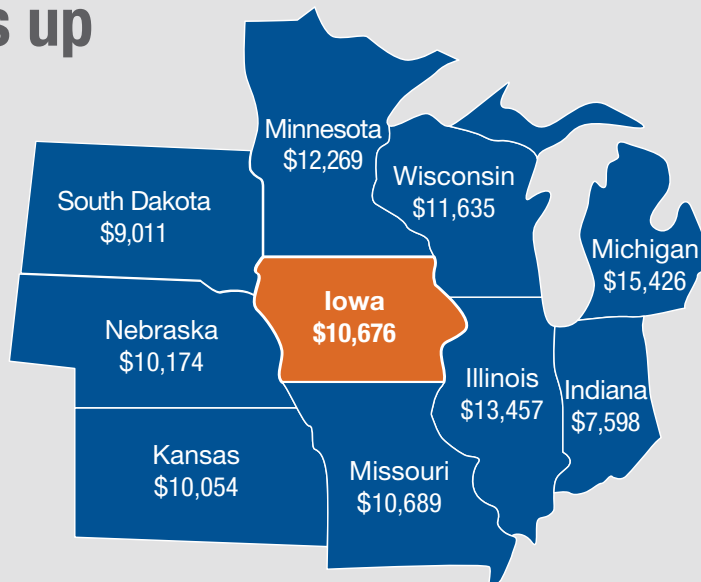 s up
Minnesota
$12,269
Wisconsin
$11,635
South Dakota
$9,011
Michigan
$15,426
Iowa
$10,676
Nebraska
$10,174
Illinois
$13,457
Indiana
$7,598
Kansas
$10,054
Missouri
$10,689